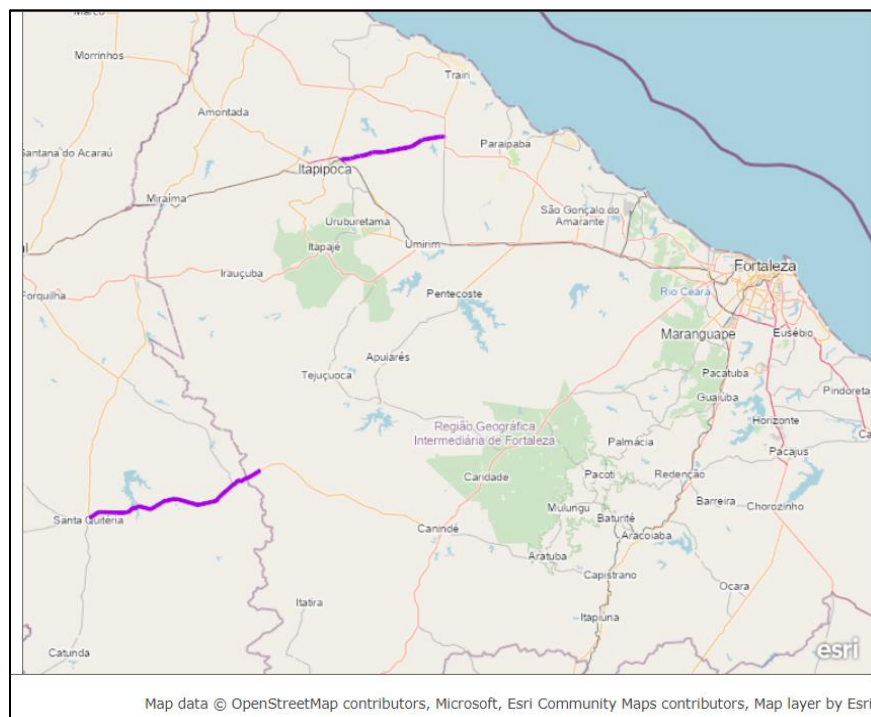 Morrinhos
Trairi
Amontada
Santana do Acaraú
Paraipaba
Itapipoca
Miraíma
São Gonçalo do
Amarante
Uruburetama
Itapajé
Umirim
Fortaleza
Irauçuba
Forquilha
Pentecoste
Rio Ceará
Eusébio
Maranguape
Apuiarés
Tejuçuoca
Pacatuba
Guaiuba
Pindoreta
Horizonte
Região Geográfica
Intermediária de Fortaleza
Palmácia
Ca
Pacajus
Caridade
Pacoti
Redenção
Mulungu
Barreira
Chorozinho
Santa Quitéria
Baturité
Canindé
Aracoiaba
Aratuba
Capistrano
Ocara
Itatira
Itapiúna
Catunda
esri
Map data © OpenStreetMap contributors, Microsoft, Esri Community Maps contributors, Map layer by Esri